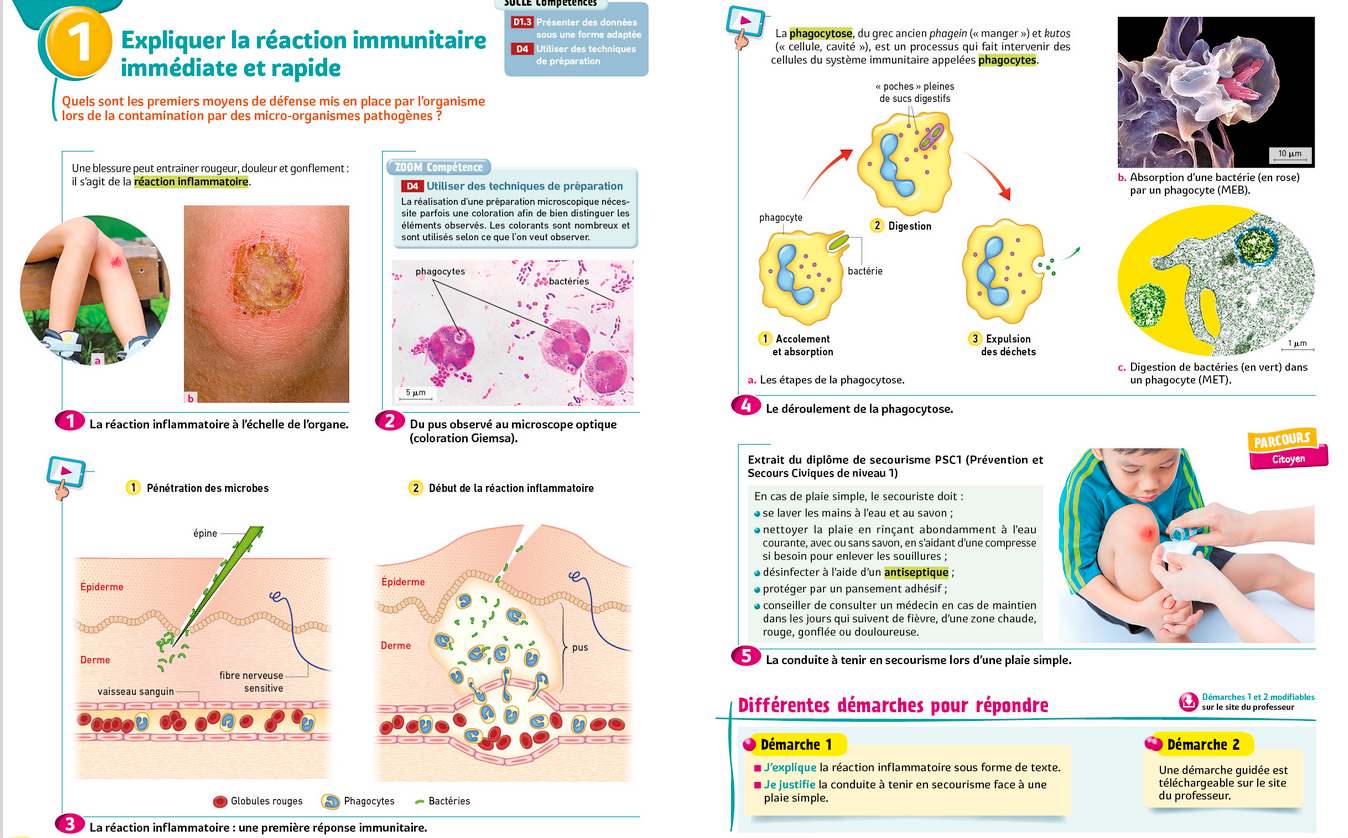 SOCLE Compétences
D1.3 Présenter des données
sous une forme adaptée
D4 Utiliser des techniques
de préparation
1
Expliquer la réaction immunitaire
immédiate et rapide
Quels sont les premiers moyens de défense mis en place par l'organisme
lors de la contamination par des micro-organismes pathogènes ?
Une blessure peut entrainer rougeur, douleur et gonflement :
il s'agit de la réaction inflammatoire.
a
b
1 La réaction inflammatoire à l'échelle de l'organe.
ZOOM Compétence
D4 Utiliser des techniques de préparation
La réalisation d'une préparation microscopique néces-
site parfois une coloration afin de bien distinguer les
éléments observés. Les colorants sont nombreux et
sont utilisés selon ce que l'on veut observer.
phagocytes
bactéries
5 µm
2 Du pus observé au microscope optique
(coloration Giemsa).
1 Pénétration des microbes
épine
Épiderme
Derme
fibre nerveuse
sensitive
vaisseau sanguin
2 Début de la réaction inflammatoire
Épiderme
Derme
pus
Globules rouges
Phagocytes
Bactéries
3 La réaction inflammatoire : une première réponse immunitaire.
La phagocytose, du grec ancien phagein (« manger ») et kutos
(« cellule, cavité »), est un processus qui fait intervenir des
cellules du système immunitaire appelées phagocytes.
« poches » pleines
de sucs digestifs
phagocyte
2 Digestion
bactérie
1 Accolement
et absorption
3 Expulsion
des déchets
a. Les étapes de la phagocytose.
10 µm
b. Absorption d'une bactérie (en rose)
par un phagocyte (MEB).
1 µm
c. Digestion de bactéries (en vert) dans
un phagocyte (MET).
4 Le déroulement de la phagocytose.
Extrait du diplôme de secourisme PSC1 (Prévention et
Secours Civiques de niveau 1)
En cas de plaie simple, le secouriste doit :
se laver les mains à l'eau et au savon ;
nettoyer la plaie en rinçant abondamment à l'eau
courante, avec ou sans savon, en s'aidant d'une compresse
si besoin pour enlever les souillures ;
désinfecter à l'aide d'un antiseptique ;
protéger par un pansement adhésif ;
conseiller de consulter un médecin en cas de maintien
dans les jours qui suivent de fièvre, d'une zone chaude,
rouge, gonflée ou douloureuse.
PARCOURS
Citoyen
5 La conduite à tenir en secourisme lors d'une plaie simple.
Différentes démarches pour répondre
Démarches 1 et 2 modifiables
sur le site du professeur
Démarche 1
J'explique la réaction inflammatoire sous forme de texte.
Je justifie la conduite à tenir en secourisme face à une
plaie simple.
Démarche 2
Une démarche guidée est
téléchargeable sur le site
du professeur.